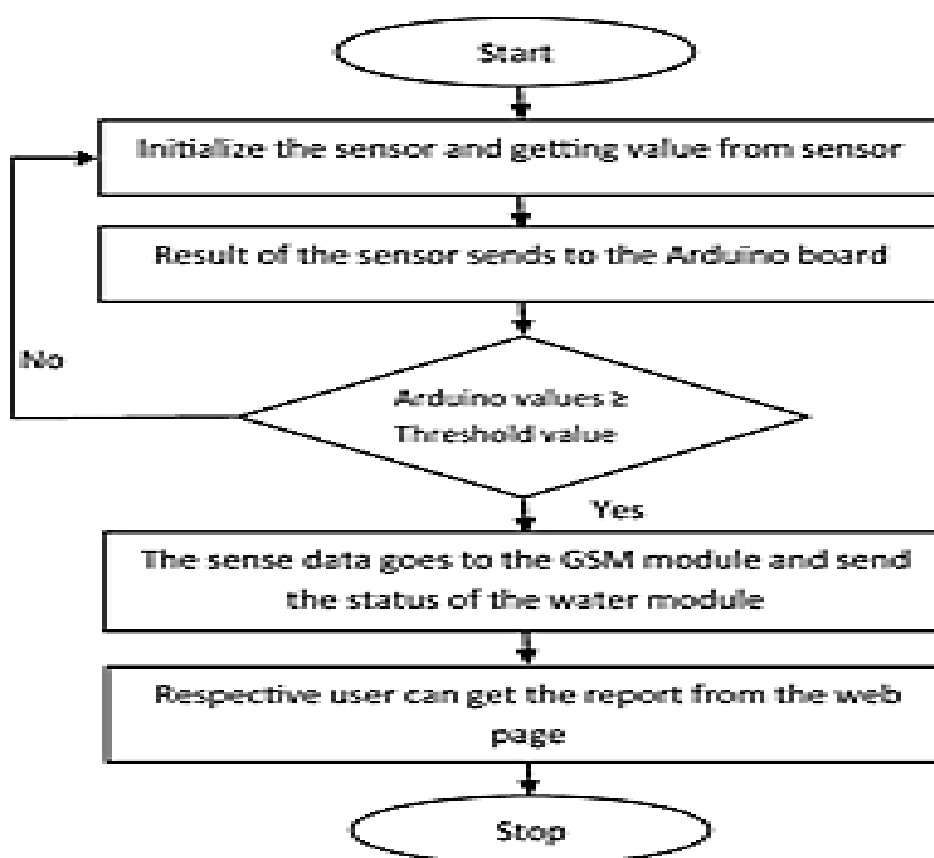 Start
Initialize the sensor and getting value from sensor
Result of the sensor sends to the Arduino board
No
Arduino values ≥
Threshold value
Yes
The sense data goes to the GSM module and send
the status of the water module
Respective user can get the report from the web
page
Stop